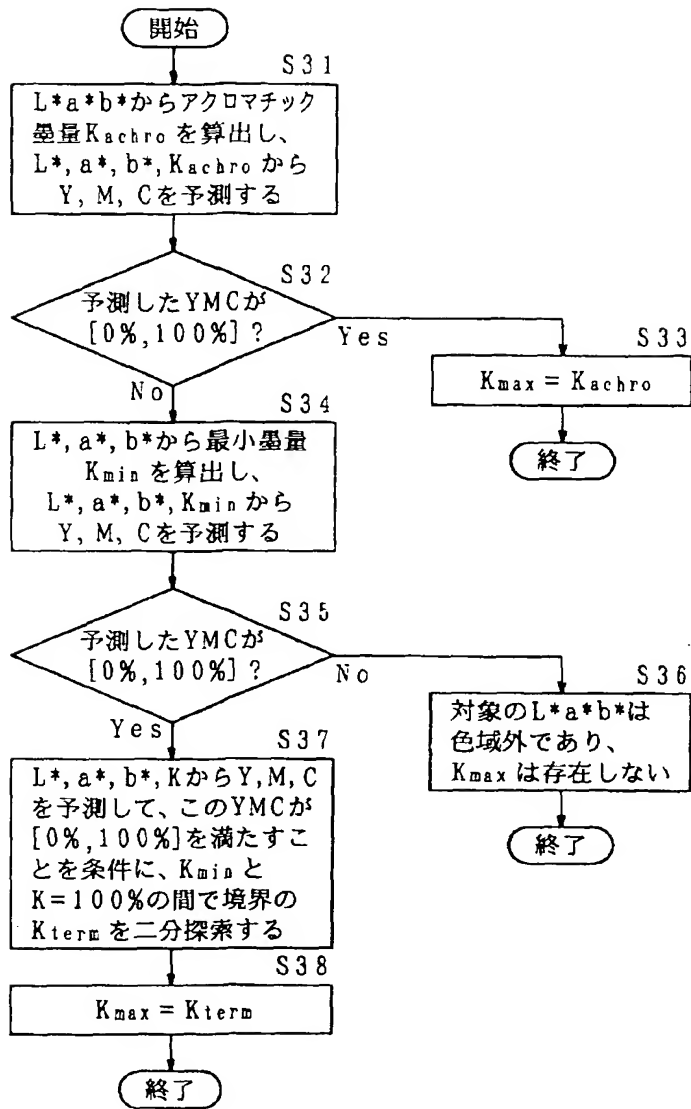 開始
S31
L*a*b*からアクロマチック
墨量Kachroを算出し、
L*, a*, b*, Kachroから
Y, M, Cを予測する
S32
予測したYMCが
[0%, 100%] ?
Yes
No
S33
Kmax = Kachro
終了
S34
L*, a*, b*から最小墨量
Kminを算出し、
L*, a*, b*, Kminから
Y, M, Cを予測する
S35
予測したYMCが
[0%, 100%] ?
No
Yes
S36
対象のL*a*b*は
色域外であり、
Kmaxは存在しない
終了
S37
L*, a*, b*, KからY, M, C
を予測して、このYMCが
[0%, 100%]を満たすこ
とを条件に、Kminと
K=100%の間で境界の
Ktermを二分探索する
S38
Kmax = Kterm
終了